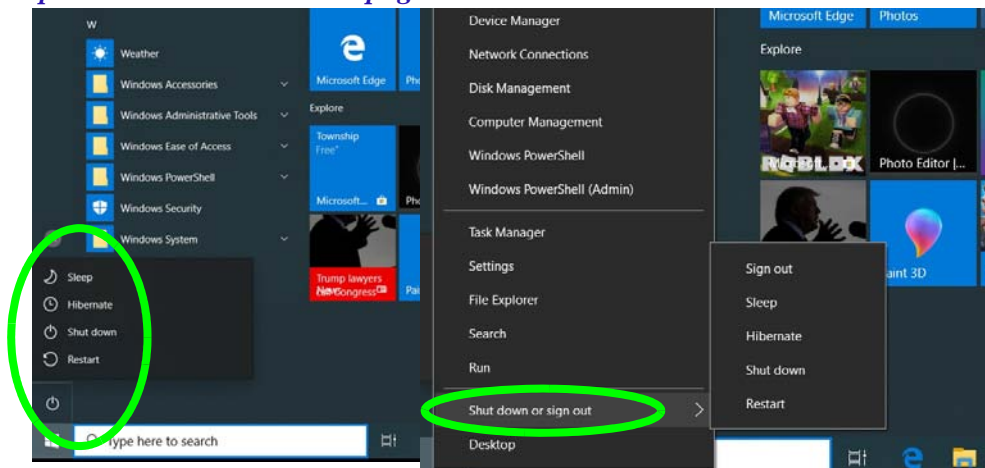 W
Weather
Windows Accessories
Windows Administrative Tools
Windows Ease of Access
Windows PowerShell
Windows Security
Windows System
Sleep
Hibernate
Shut down
Restart
Type here to search
Microsoft Edge
Explore
Township
Free*
Microsoft...
Trump lawyers
Congress
Device Manager
Network Connections
Disk Management
Computer Management
Windows PowerShell
Windows PowerShell (Admin)
Task Manager
Settings
File Explorer
Search
Run
Shut down or sign out
Desktop
Sign out
Sleep
Hibernate
Shut down
Restart
Microsoft Edge
Photos
Explore
ROBLOX
Photo Editor |...
aint 3D